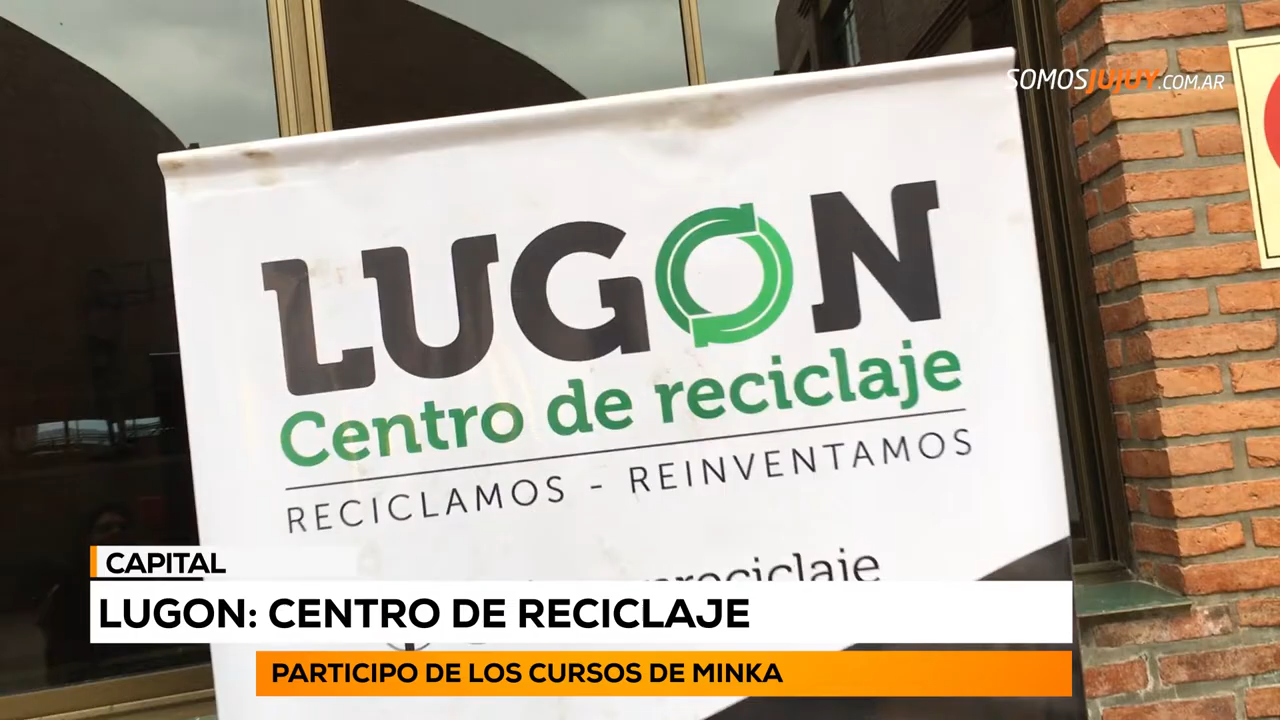 SOMOSJUJUY.COM.AR
LUGON
Centro de reciclaje
RECICLAMOS - REINVENTAMOS
CAPITAL
LUGON: CENTRO DE RECICLAJE
PARTICIPO DE LOS CURSOS DE MINKA